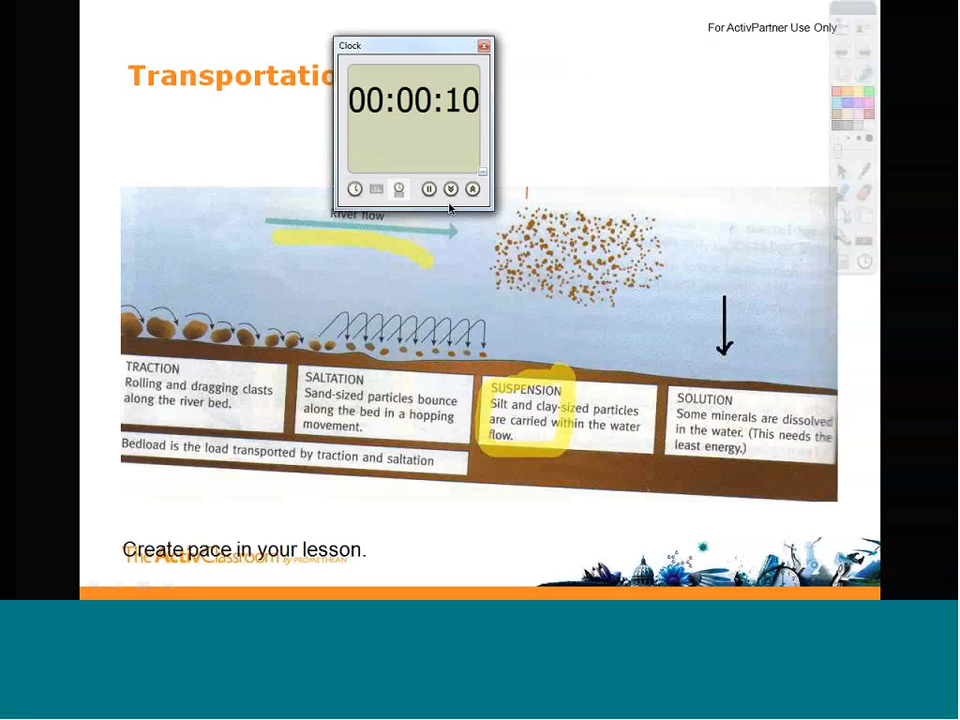 For ActivPartner Use Only
Clock
Transportatio
00:00:10
River flow
TRACTION
Rolling and dragging clasts
along the river bed.
SALTATION
Sand-sized particles bounce
along the bed in a hopping
movement.
SUSPENSION
Silt and clay-sized particles
are carried within the water
flow.
SOLUTION
Some minerals are dissolved
in the water. (This needs the
least energy.)
Bedload is the load transported by traction and saltation
Create pace in your lesson.
The ActivClassroom by PROMETHEAN